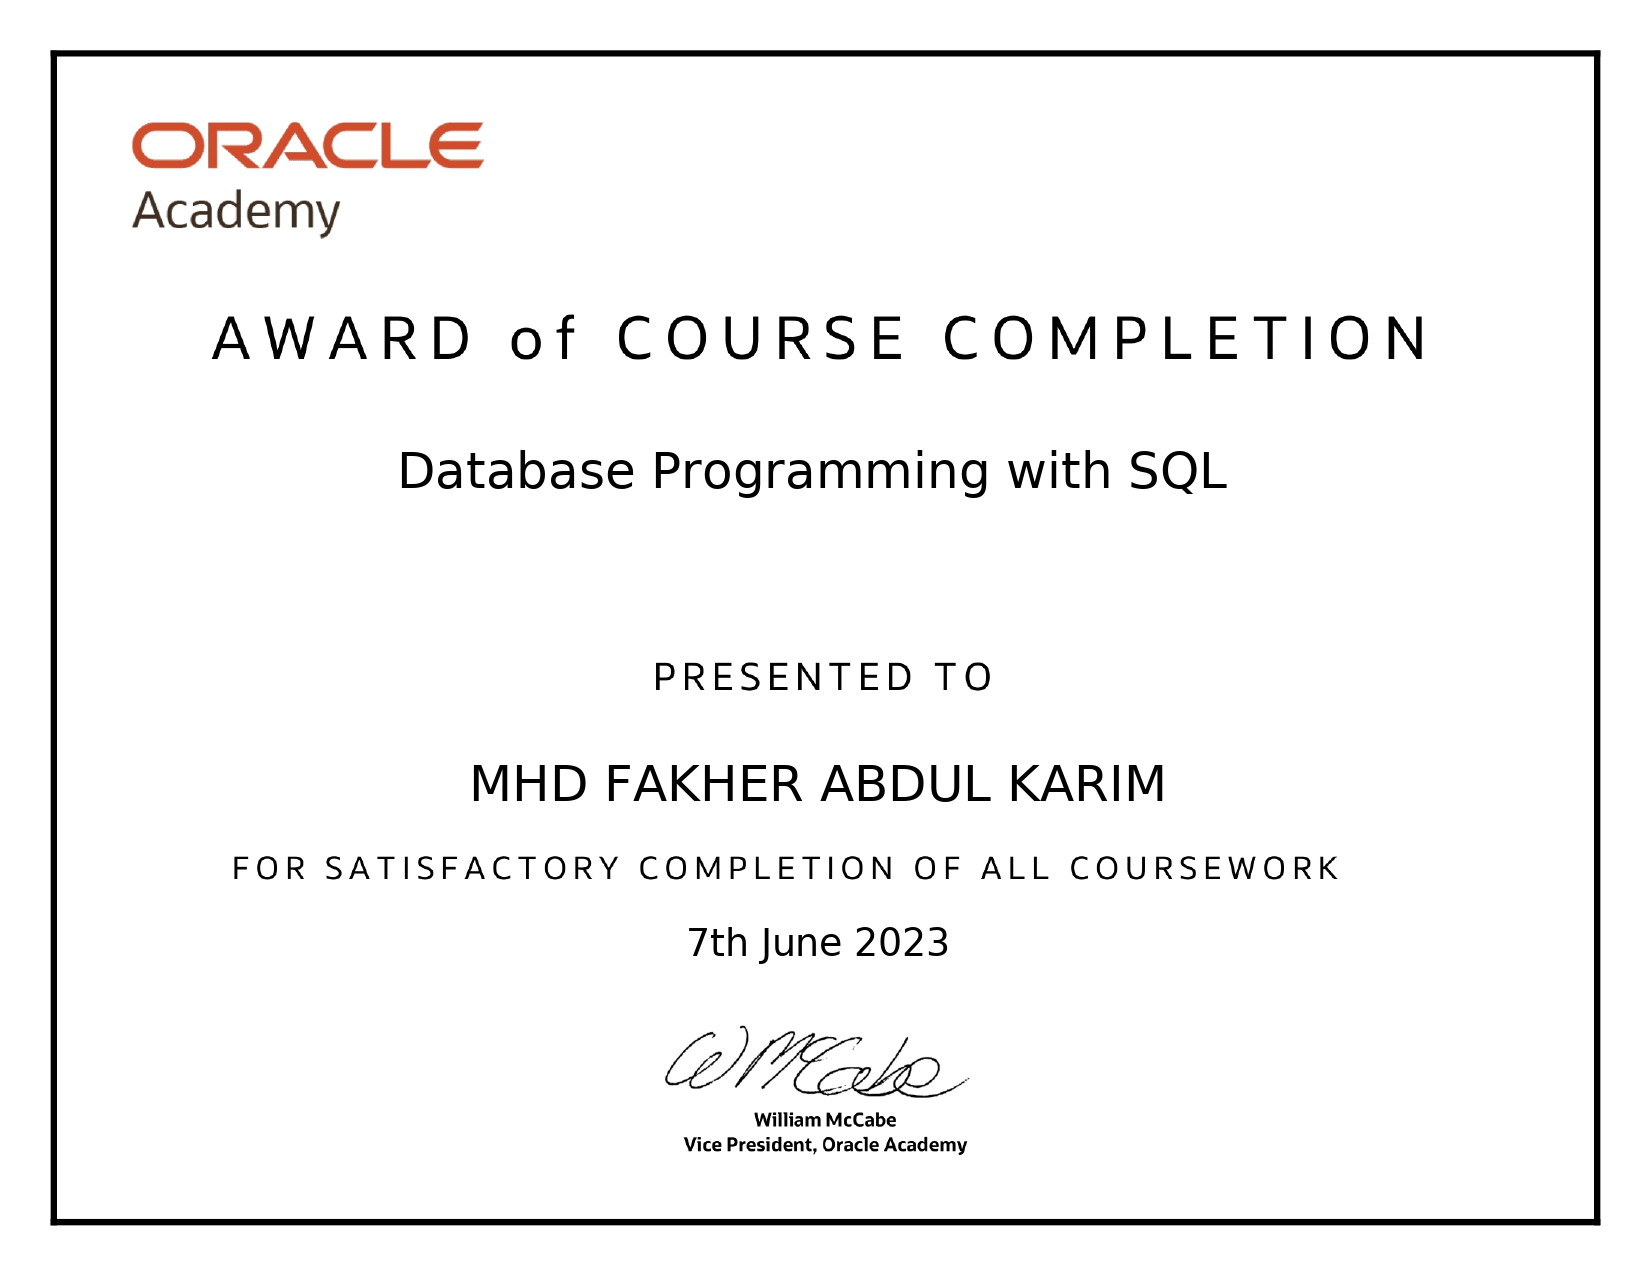 ORACLE
Academy
AWARD of COURSE COMPLETION
Database Programming with SQL
PRESENTED TO
MHD FAKHER ABDUL KARIM
FOR SATISFACTORY COMPLETION OF ALL COURSEWORK
7th June 2023
WMcCabe
William McCabe
Vice President, Oracle Academy